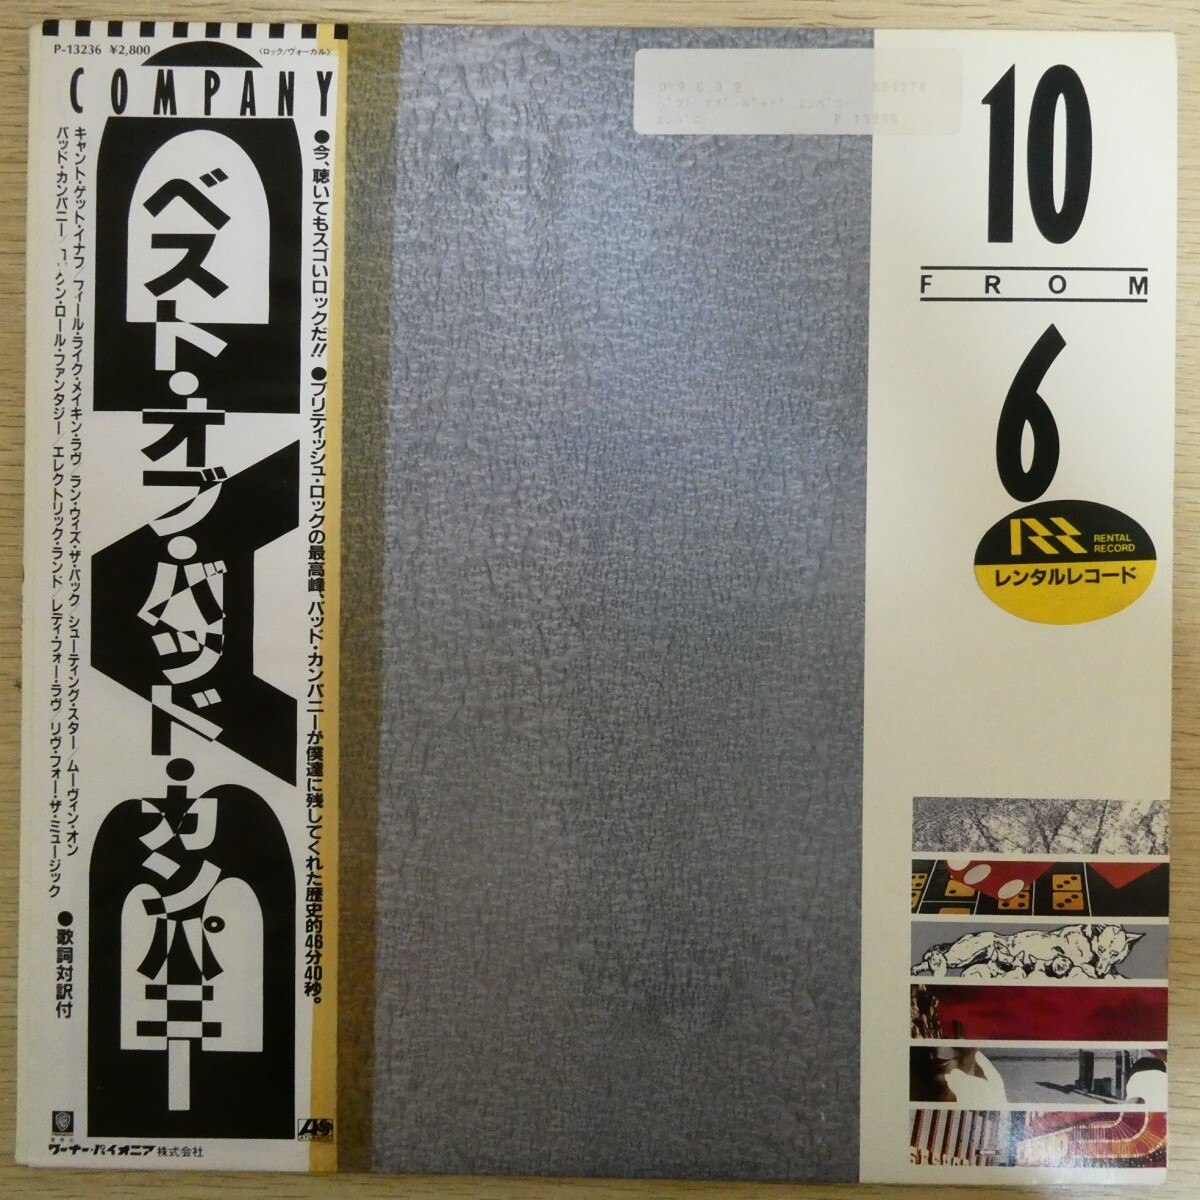 P-13236 ¥2,800
〈ロック/ヴォーカル〉
COMPANY
ベスト・オブ・バッド・カンパニー
●今、聴いてもスゴいロックだ!! ●ブリティッシュ・ロックの最高峰、バッド・カンパニーが僕達に残してくれた歴史的46分40秒。
キャント・ゲット・イナフ/フィール・ライク・メイキン・ラヴ/ラン・ウィズ・ザ・パック/シューティング・スター/ムーヴィン・オン
バッド・カンパニー/ロックン・ロール・ファンタジー/エレクトリック・ランド/レディ・フォー・ラヴ/リヴ・フォー・ザ・ミュージック
●歌詞対訳付
ワーナー・パイオニア株式会社
10
FROM
6
RENTAL
RECORD
レンタルレコード